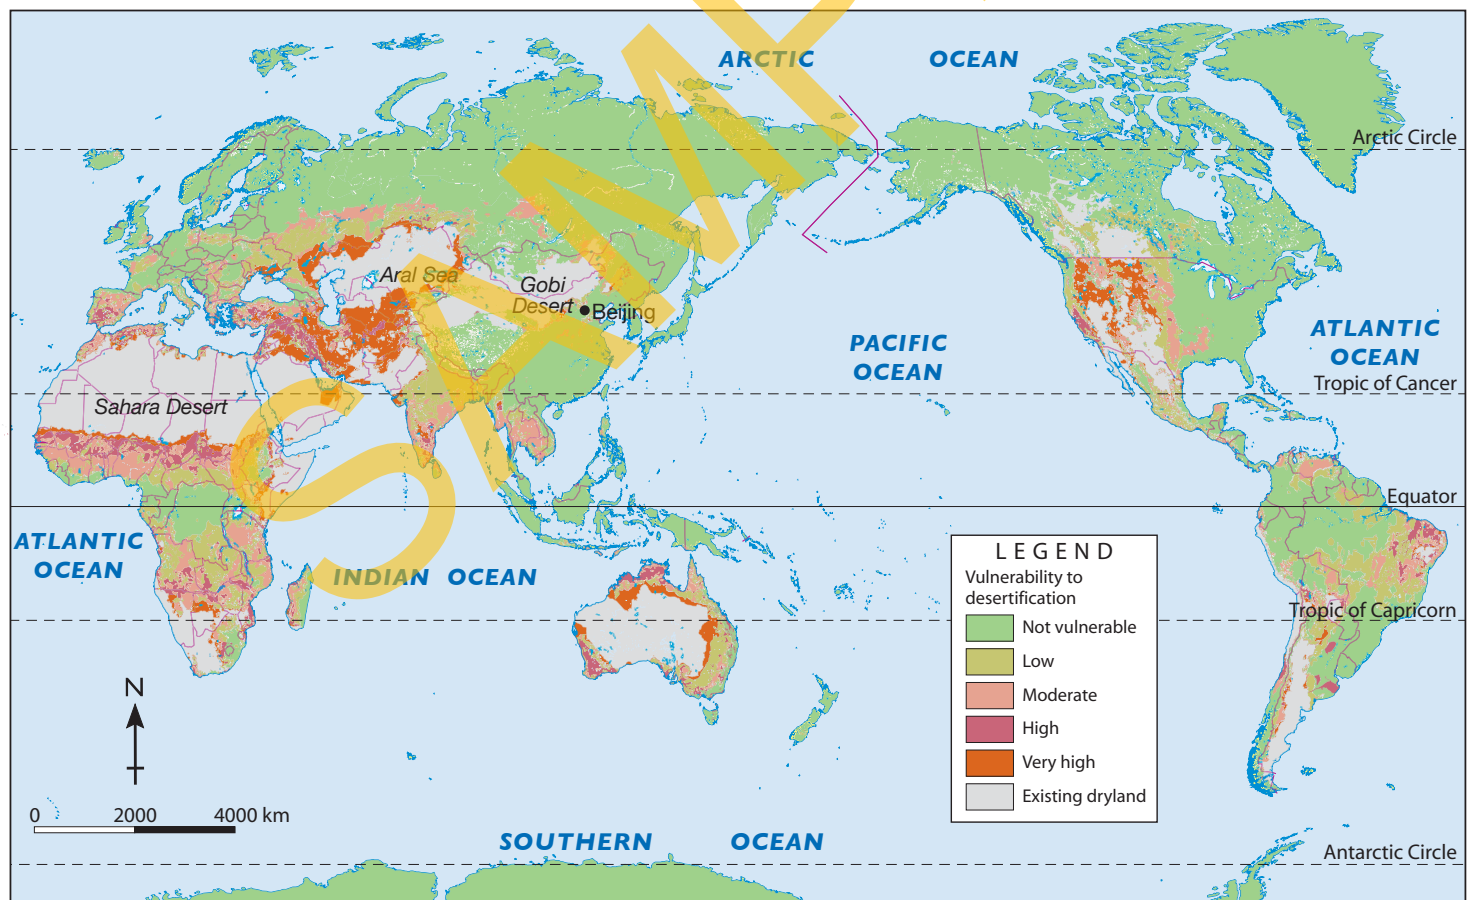 ARCTIC OCEAN
Arctic Circle
Aral Sea
Gobi
Desert
Beijing
PACIFIC
OCEAN
ATLANTIC
OCEAN
Tropic of Cancer
Sahara Desert
Equator
ATLANTIC
OCEAN
INDIAN OCEAN
Tropic of Capricorn
LEGEND
Vulnerability to
desertification
Not vulnerable
Low
Moderate
High
Very high
Existing dryland
N
0 2000 4000 km
SOUTHERN OCEAN
Antarctic Circle